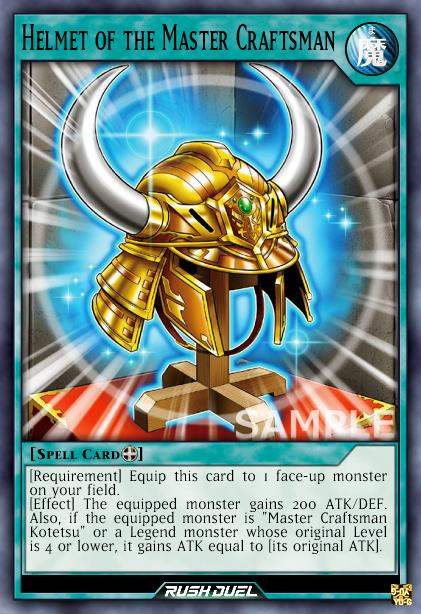 HELMET OF THE MASTER CRAFTSMAN
ま
魔
SAMPLE
[SPELL CARD]
[Requirement] Equip this card to 1 face-up monster
on your field.
[Effect] The equipped monster gains 200 ATK/DEF.
Also, if the equipped monster is "Master Craftsman
Kotetsu" or a Legend monster whose original Level
is 4 or lower, it gains ATK equal to [its original ATK].
RUSH DUEL